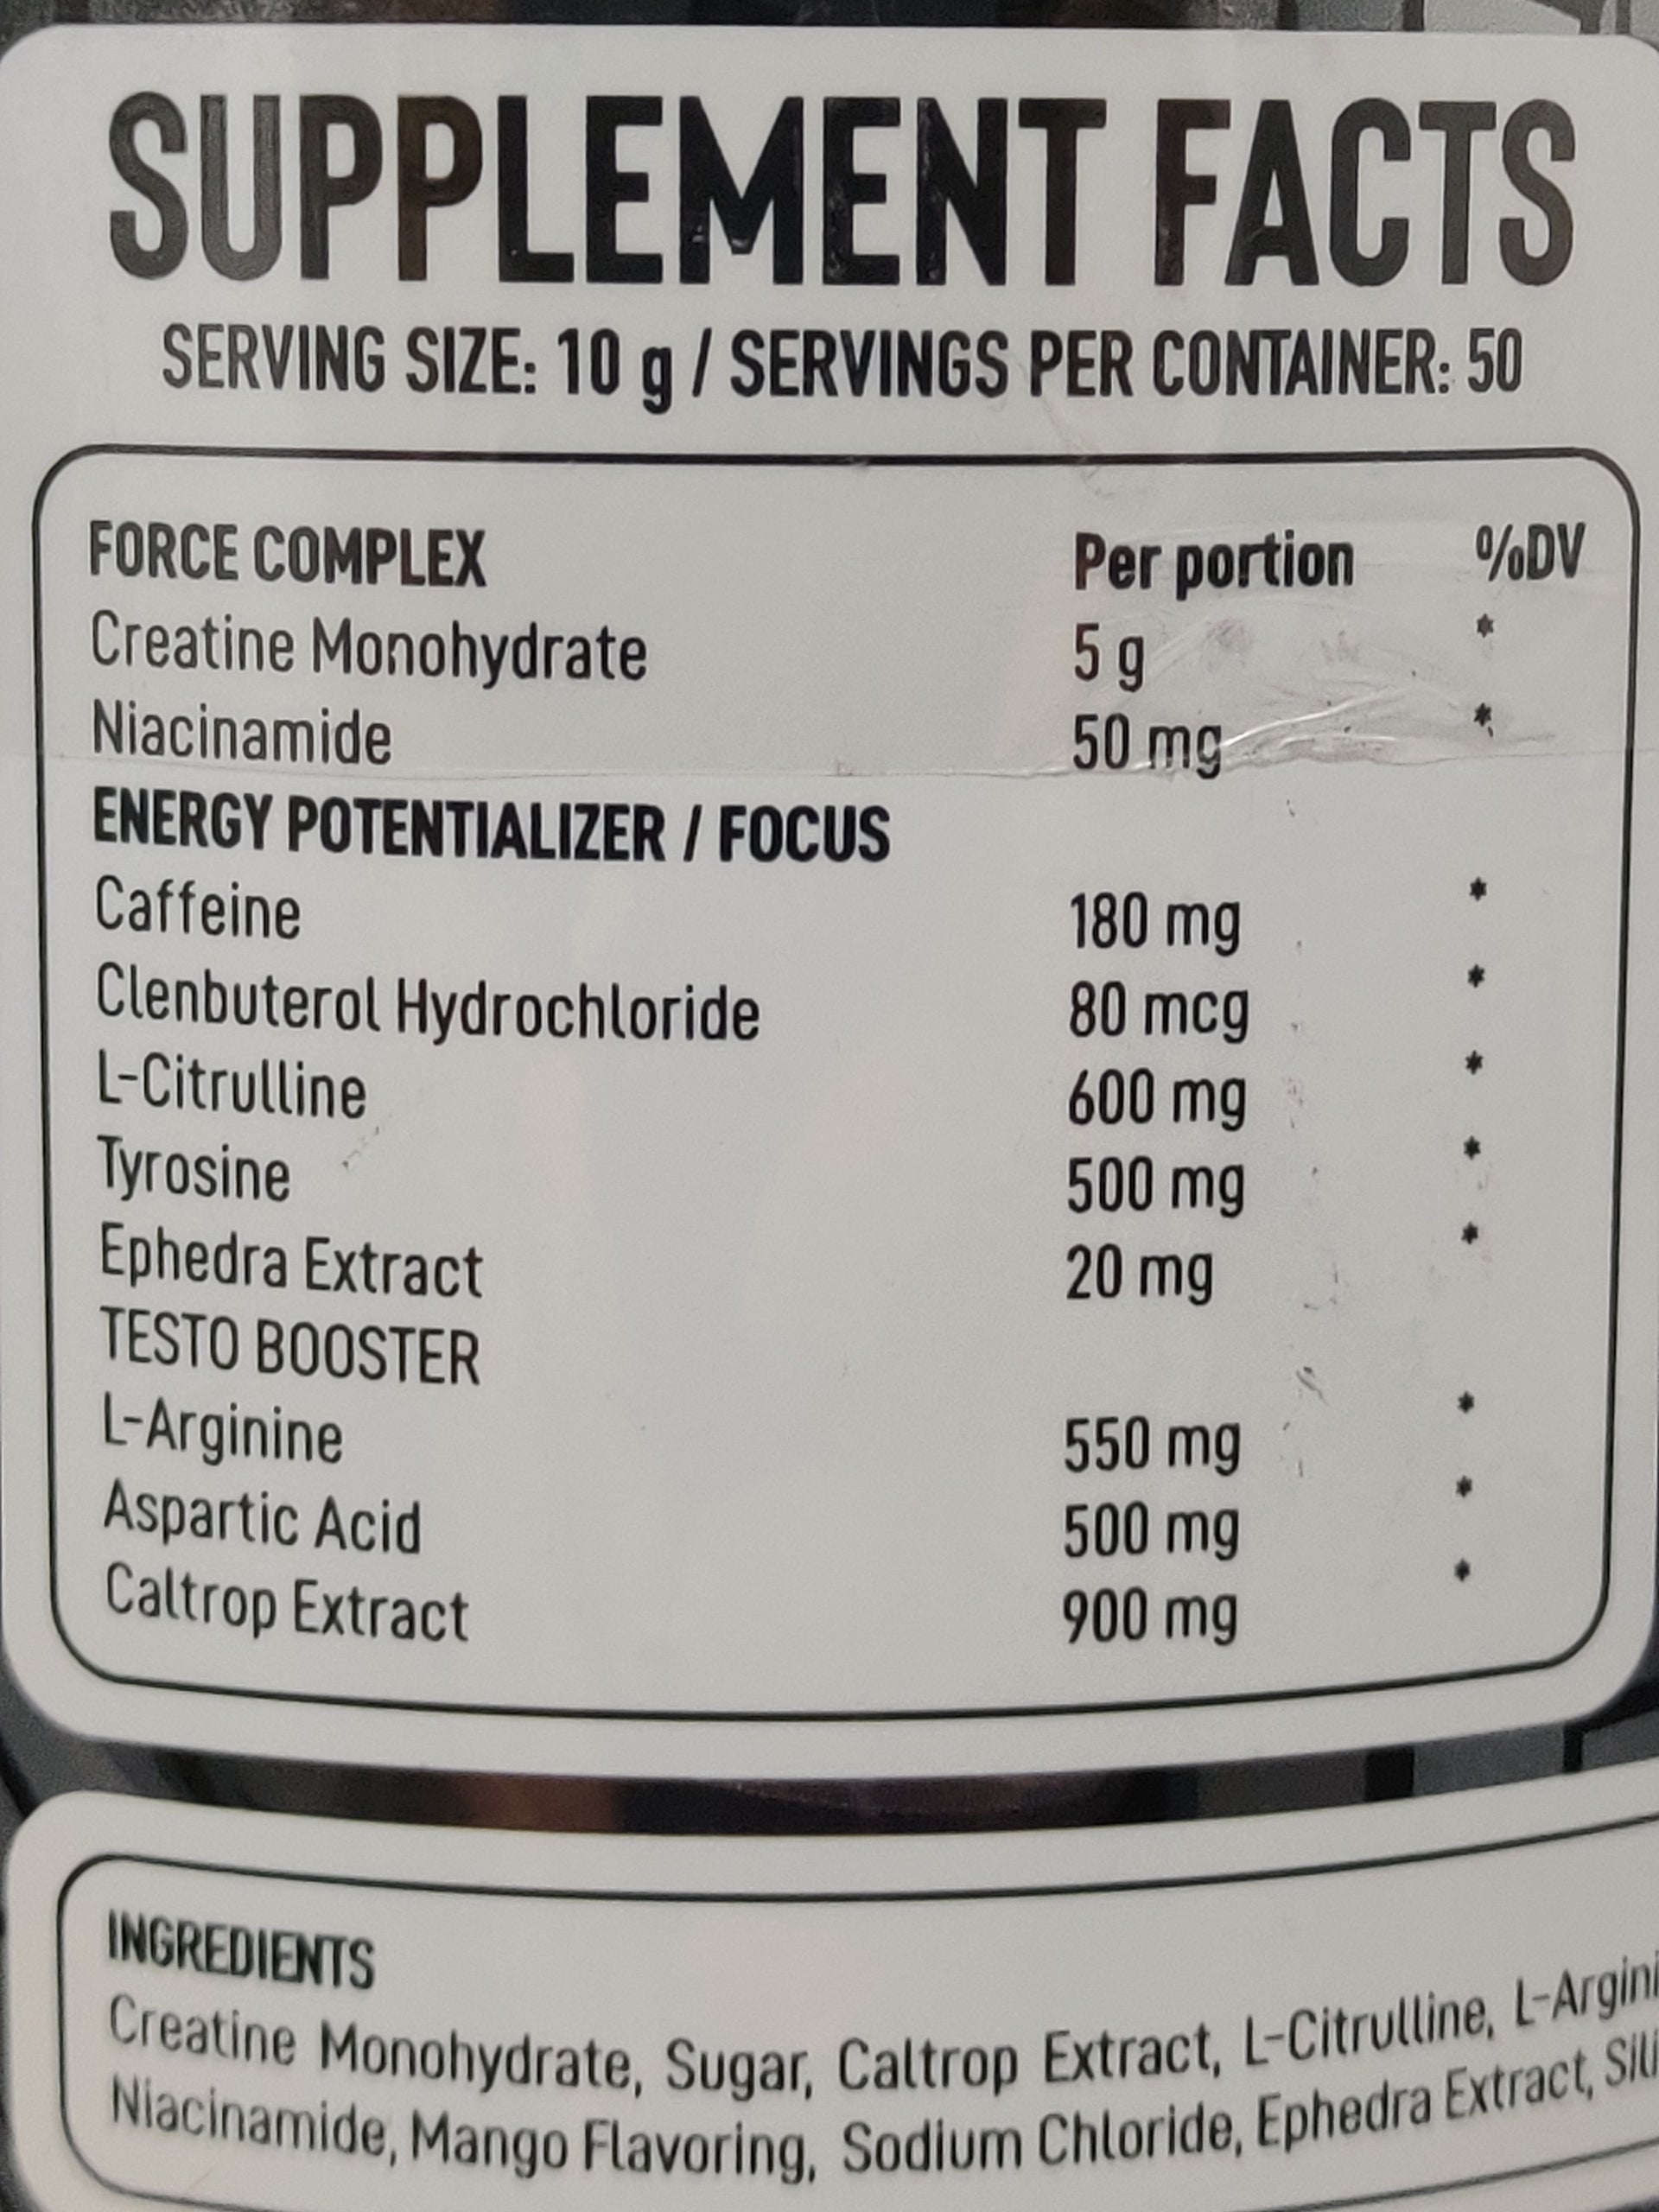 SUPPLEMENT FACTS
SERVING SIZE: 10 g / SERVINGS PER CONTAINER: 50
FORCE COMPLEX Per portion %DV
Creatine Monohydrate 5 g *
Niacinamide 50 mg *
ENERGY POTENTIALIZER / FOCUS
Caffeine 180 mg *
Clenbuterol Hydrochloride 80 mcg *
L-Citrulline 600 mg *
Tyrosine 500 mg *
Ephedra Extract 20 mg *
TESTO BOOSTER
L-Arginine 550 mg *
Aspartic Acid 500 mg *
Caltrop Extract 900 mg *
INGREDIENTS
Creatine Monohydrate, Sugar, Caltrop Extract, L-Citrulline, L-Argini
Niacinamide, Mango Flavoring, Sodium Chloride, Ephedra Extract, Sili